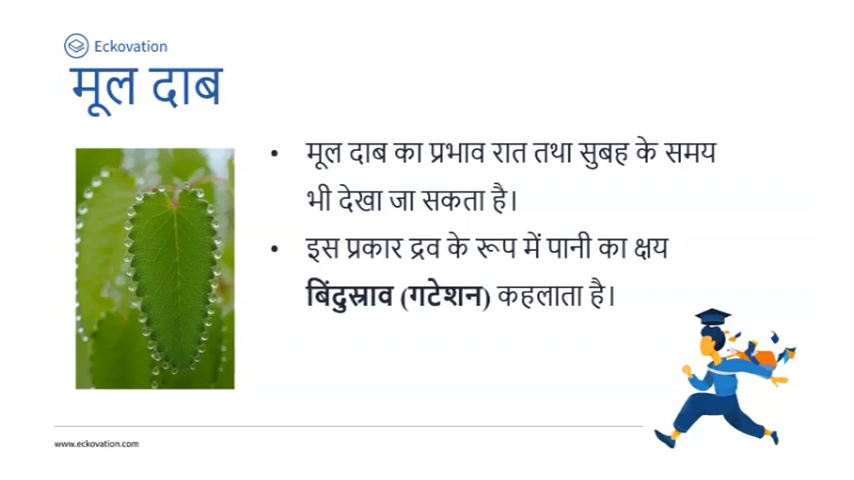 Eckovation
मूल दाब
• मूल दाब का प्रभाव रात तथा सुबह के समय
भी देखा जा सकता है।
• इस प्रकार द्रव के रूप में पानी का क्षय
बिंदुस्राव (गटेशन) कहलाता है।
www.eckovation.com